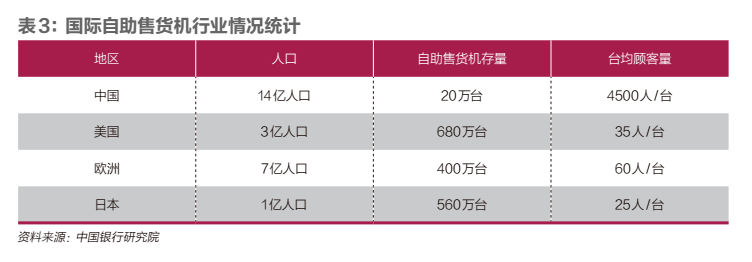 表3：国际自助售货机行业情况统计
地区 人口 自助售货机存量 台均顾客量
中国 14亿人口 20万台 4500人/台
美国 3亿人口 680万台 35人/台
欧洲 7亿人口 400万台 60人/台
日本 1亿人口 560万台 25人/台
资料来源：中国银行研究院